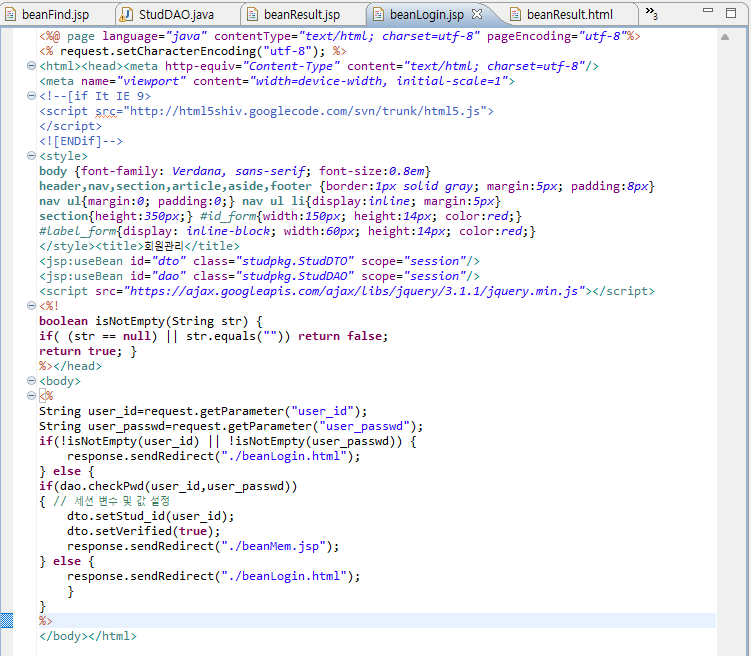 beanFind.jsp StudDAO.java beanResult.jsp beanLogin.jsp beanResult.html »3
<%@ page language="java" contentType="text/html; charset=utf-8" pageEncoding="utf-8"%>
<% request.setCharacterEncoding("utf-8"); %>
<html><head><meta http-equiv="Content-Type" content="text/html; charset=utf-8"/>
<meta name="viewport" content="width=device-width, initial-scale=1">
<!--[if It IE 9>
<script src="http://html5shiv.googlecode.com/svn/trunk/html5.js">
</script>
<![ENDif]-->
<style>
body {font-family: Verdana, sans-serif; font-size:0.8em}
header,nav,section,article,aside,footer {border:1px solid gray; margin:5px; padding:8px}
nav ul{margin:0; padding:0;} nav ul li{display:inline; margin:5px}
section{height:350px;} #id_form{width:150px; height:14px; color:red;}
#label_form{display: inline-block; width:60px; height:14px; color:red;}
</style><title>회원관리</title>
<jsp:useBean id="dto" class="studpkg.StudDTO" scope="session"/>
<jsp:useBean id="dao" class="studpkg.StudDAO" scope="session"/>
<script src="https://ajax.googleapis.com/ajax/libs/jquery/3.1.1/jquery.min.js"></script>
<%!
boolean isNotEmpty(String str) {
if( (str == null) || str.equals("")) return false;
return true; }
%></head>
<body>
<%
String user_id=request.getParameter("user_id");
String user_passwd=request.getParameter("user_passwd");
if(!isNotEmpty(user_id) || !isNotEmpty(user_passwd)) {
response.sendRedirect("./beanLogin.html");
} else {
if(dao.checkPwd(user_id,user_passwd))
{ // 세션 변수 및 값 설정
dto.setStud_id(user_id);
dto.setVerified(true);
response.sendRedirect("./beanMem.jsp");
} else {
response.sendRedirect("./beanLogin.html");
}
}
%>
</body></html>